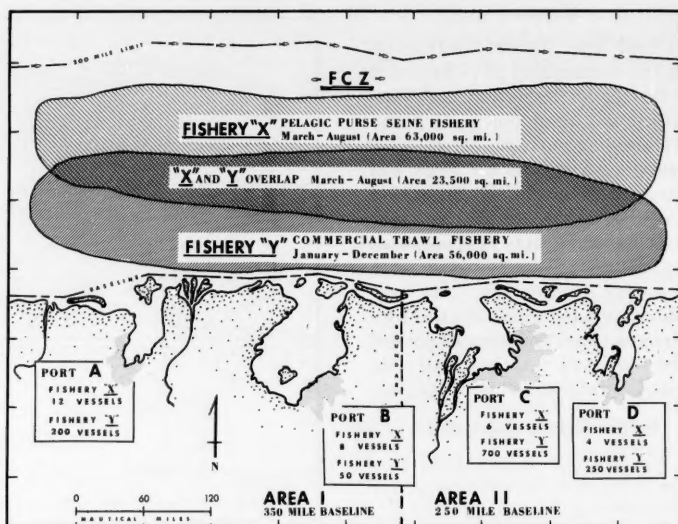 200 MILE LIMIT
FCZ
FISHERY "X" PELAGIC PURSE SEINE FISHERY
March-August (Area 63,000 sq. mi.)
"X" AND "Y" OVERLAP March-August (Area 23,500 sq. mi.)
FISHERY "Y" COMMERCIAL TRAWL FISHERY
January-December (Area 56,000 sq. mi.)
BASELINE
BOUNDARY
PORT A
FISHERY "X"
12 VESSELS
FISHERY "Y"
200 VESSELS
PORT B
FISHERY "X"
8 VESSELS
FISHERY "Y"
50 VESSELS
PORT C
FISHERY "X"
6 VESSELS
FISHERY "Y"
700 VESSELS
PORT D
FISHERY "X"
4 VESSELS
FISHERY "Y"
250 VESSELS
N
0 60 120
NAUTICAL MILES
AREA I
350 MILE BASELINE
AREA II
250 MILE BASELINE